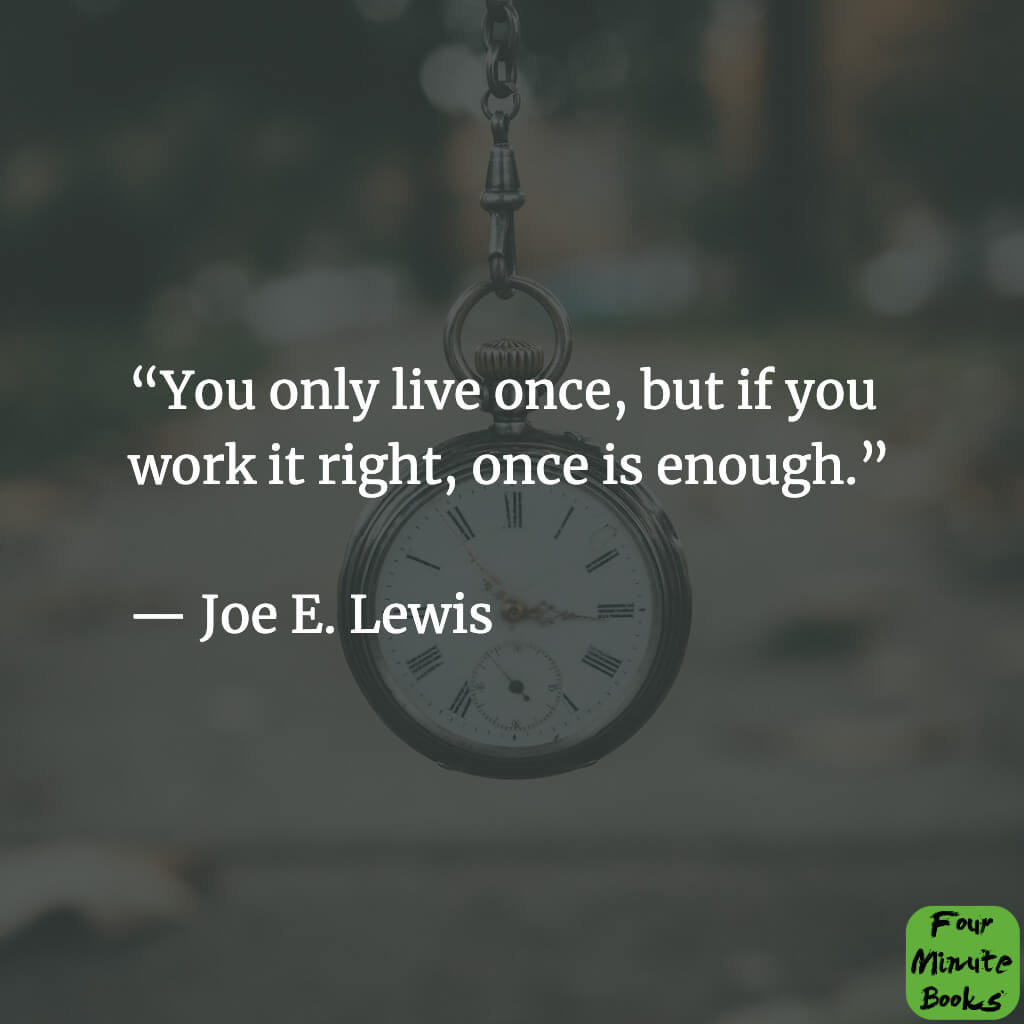 “You only live once, but if you
work it right, once is enough.”
— Joe E. Lewis
Four
Minute
Books